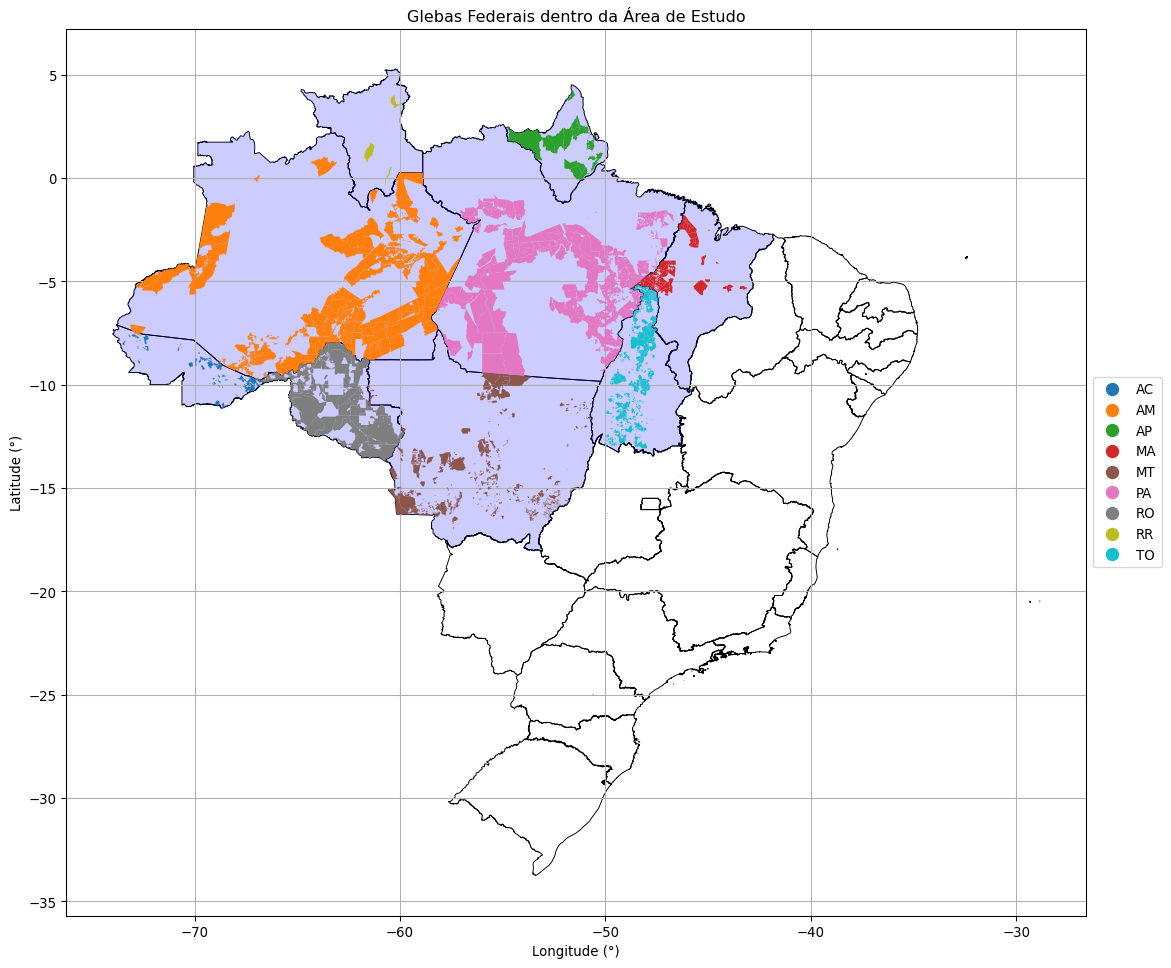 Glebas Federais dentro da Área de Estudo
5
0
−5
−10
−15
−20
−25
−30
−35
Latitude (°)
−70
−60
−50
−40
−30
Longitude (°)
AC
AM
AP
MA
MT
PA
RO
RR
TO